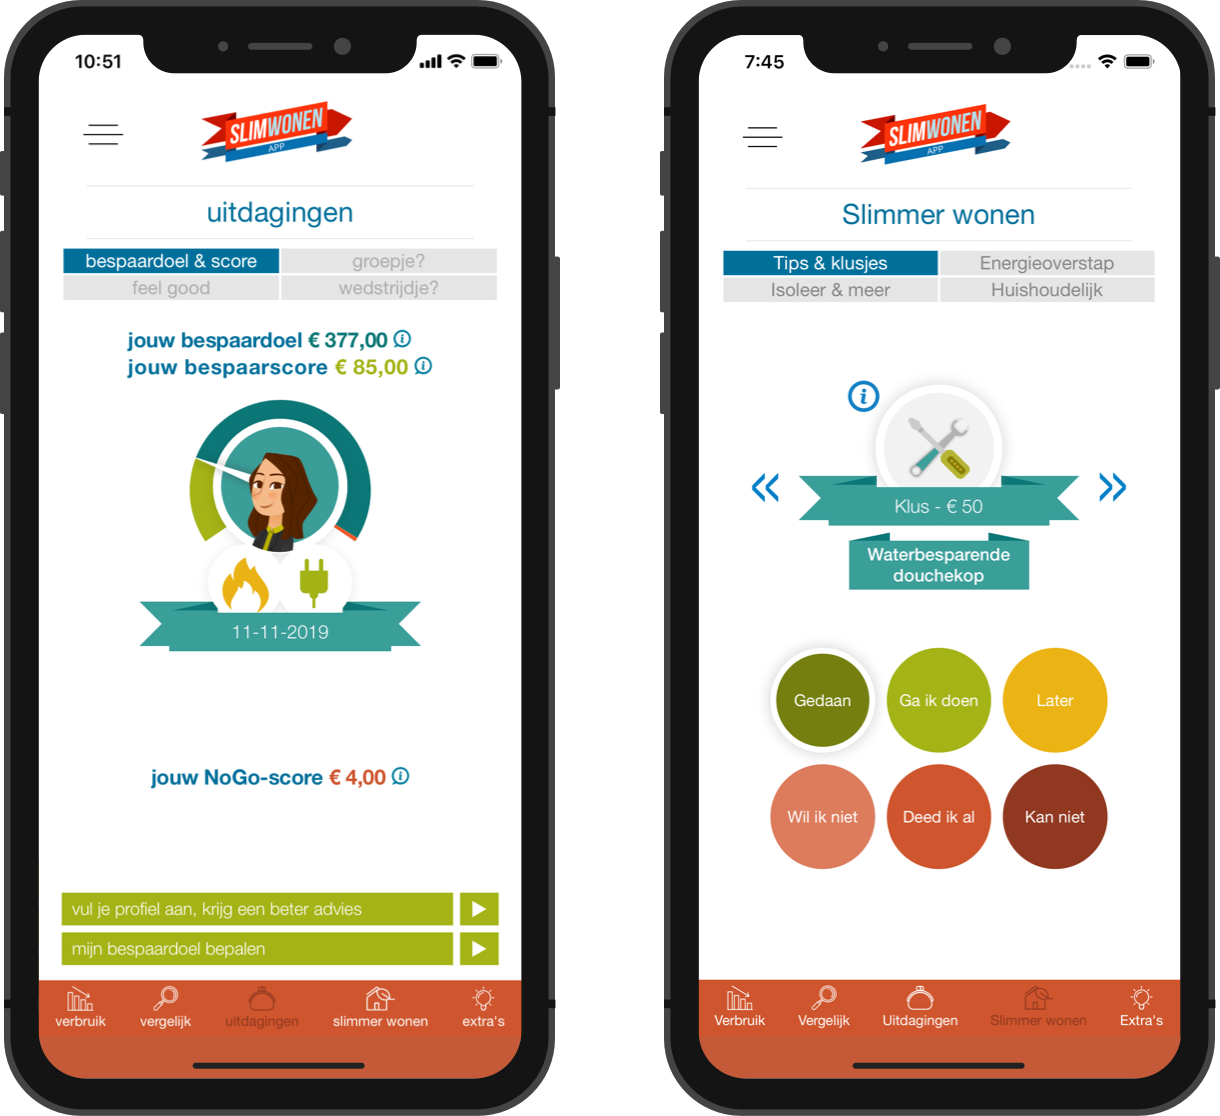 10:51
SLIMWONEN
APP
uitdagingen
bespaardoel & score
groepje?
feel good
wedstrijdje?
jouw bespaardoel € 377,00 i
jouw bespaarscore € 85,00 i
11-11-2019
jouw NoGo-score € 4,00 i
vul je profiel aan, krijg een beter advies
mijn bespaardoel bepalen
verbruik
vergelijk
uitdagingen
slimmer wonen
extra's
7:45
SLIMWONEN
APP
Slimmer wonen
Tips & klusjes
Energieoverstap
Isoleer & meer
Huishoudelijk
i
«
»
Klus - € 50
Waterbesparende
douchekop
Gedaan
Ga ik doen
Later
Wil ik niet
Deed ik al
Kan niet
Verbruik
Vergelijk
Uitdagingen
Slimmer wonen
Extra's